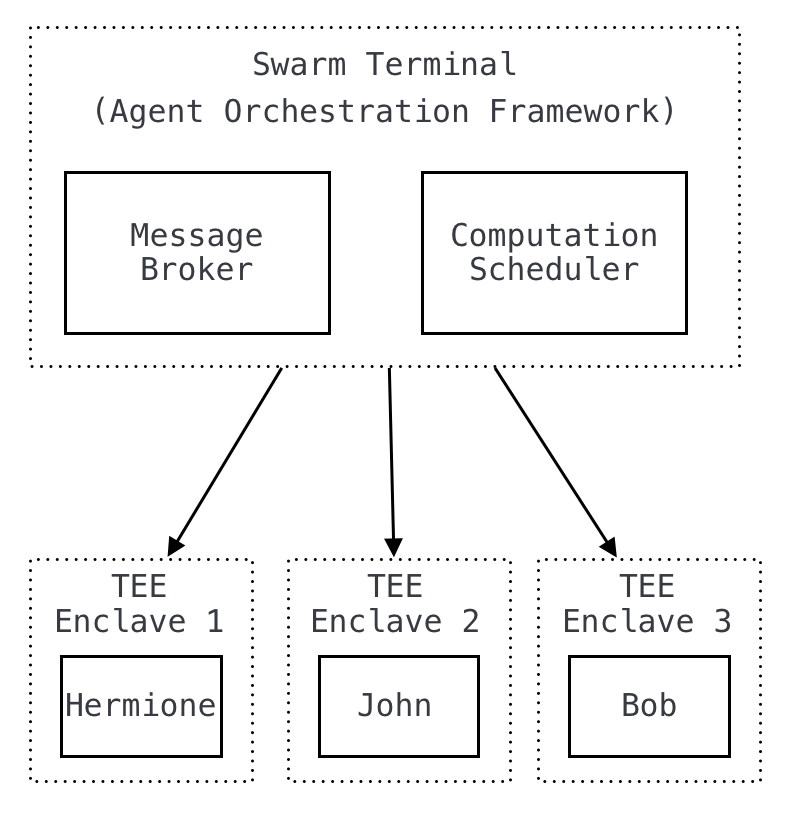 Swarm Terminal
(Agent Orchestration Framework)
Message
Broker
Computation
Scheduler
TEE
Enclave 1
Hermione
TEE
Enclave 2
John
TEE
Enclave 3
Bob